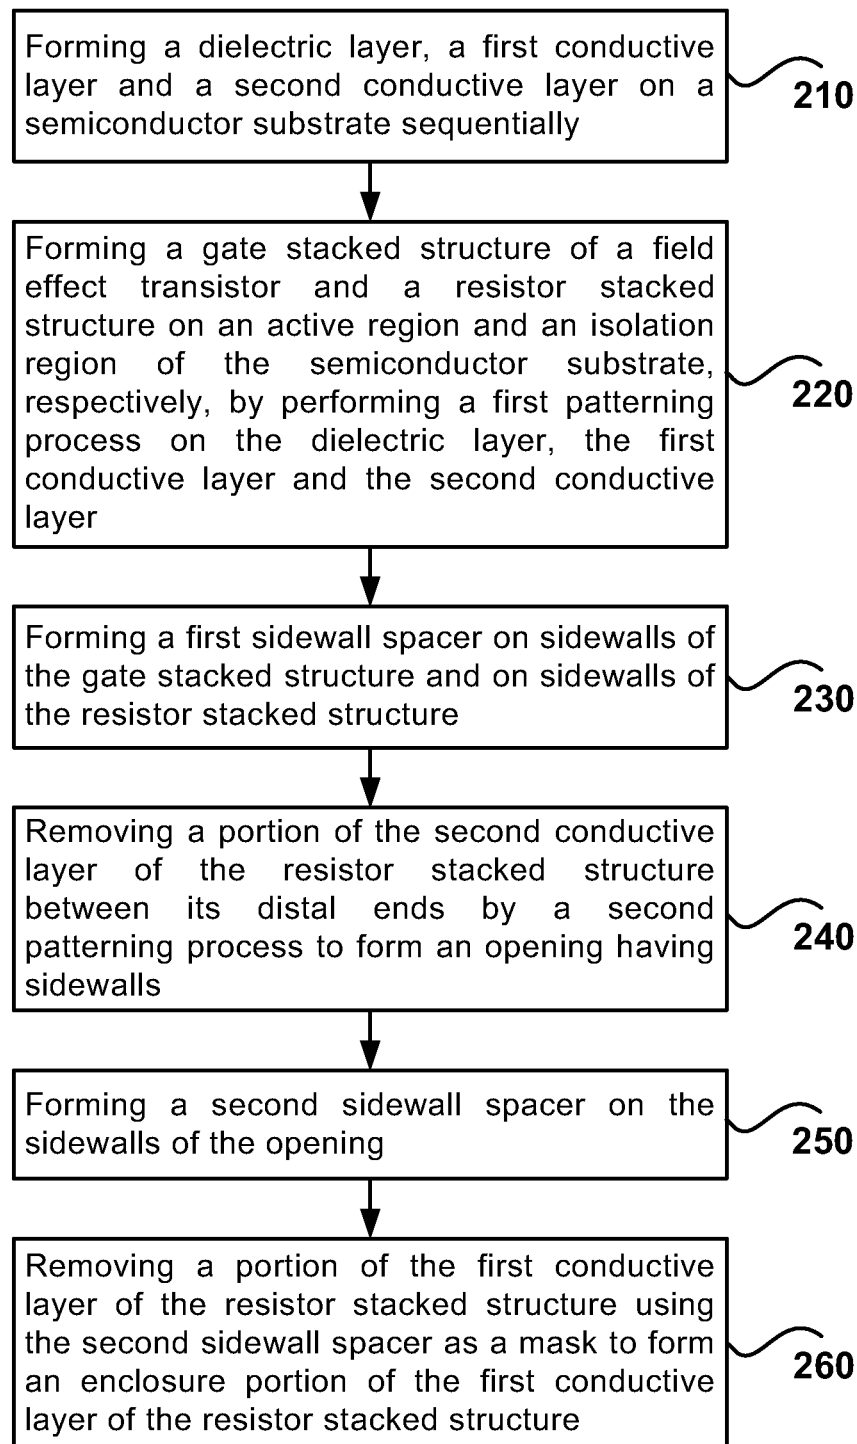 Forming a dielectric layer, a first conductive
layer and a second conductive layer on a
semiconductor substrate sequentially
210
Forming a gate stacked structure of a field
effect transistor and a resistor stacked
structure on an active region and an isolation
region of the semiconductor substrate,
respectively, by performing a first patterning
process on the dielectric layer, the first
conductive layer and the second conductive
layer
220
Forming a first sidewall spacer on sidewalls of
the gate stacked structure and on sidewalls of
the resistor stacked structure
230
Removing a portion of the second conductive
layer of the resistor stacked structure
between its distal ends by a second
patterning process to form an opening having
sidewalls
240
Forming a second sidewall spacer on the
sidewalls of the opening
250
Removing a portion of the first conductive
layer of the resistor stacked structure using
the second sidewall spacer as a mask to form
an enclosure portion of the first conductive
layer of the resistor stacked structure
260